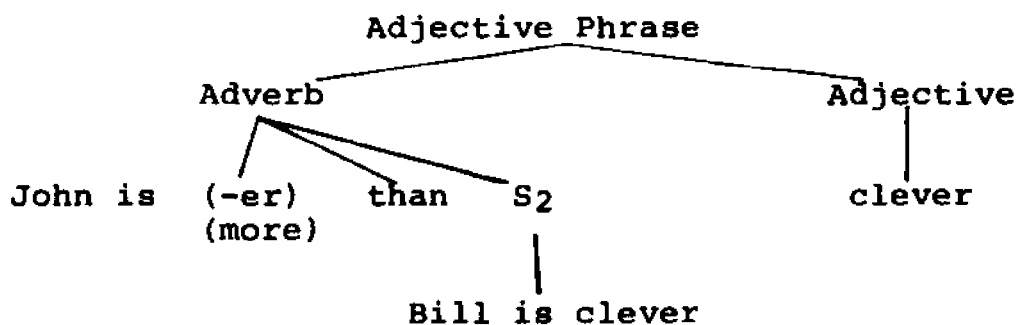 Adjective Phrase
Adverb Adjective
John is (-er) than S2 clever
(more)
Bill is clever